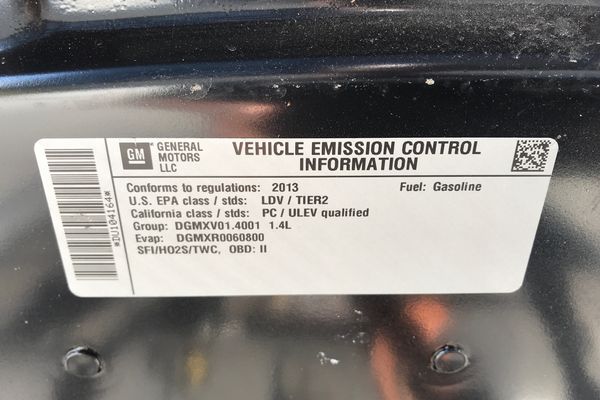 GM
GENERAL
MOTORS
LLC
VEHICLE EMISSION CONTROL
INFORMATION
Conforms to regulations: 2013 Fuel: Gasoline
U.S. EPA class / stds: LDV / TIER2
California class / stds: PC / ULEV qualified
Group: DGMXV01.4001 1.4L
Evap: DGMXR0060800
SFI/HO2S/TWC, OBD: II
*DU104164*